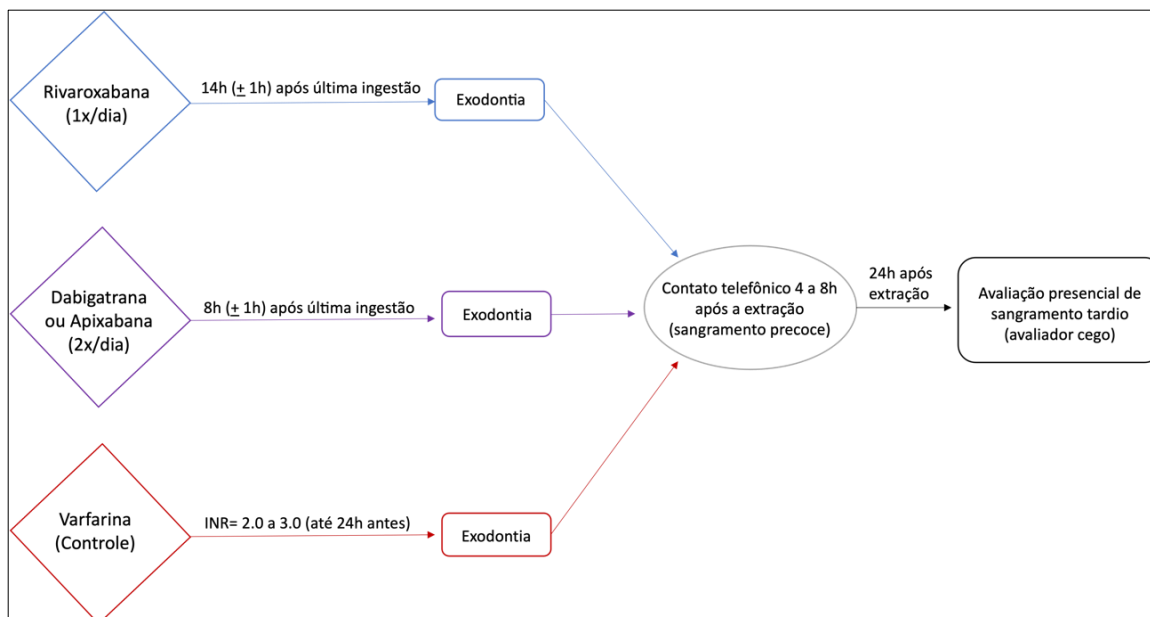 Rivaroxabana
(1x/dia)
14h (± 1h) após última ingestão
Exodontia
Dabigatrana
ou Apixabana
(2x/dia)
8h (± 1h) após última ingestão
Exodontia
Varfarina
(Controle)
INR= 2.0 a 3.0 (até 24h antes)
Exodontia
Contato telefônico 4 a 8h
após a extração
(sangramento precoce)
24h após
extração
Avaliação presencial de
sangramento tardio
(avaliador cego)